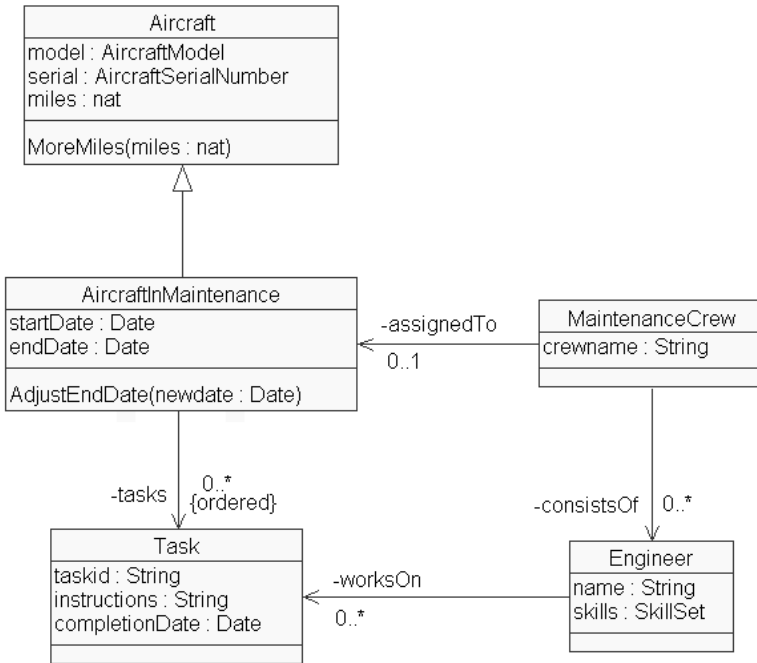 Aircraft
model : AircraftModel
serial : AircraftSerialNumber
miles : nat
MoreMiles(miles : nat)
AircraftInMaintenance
startDate : Date
endDate : Date
AdjustEndDate(newdate : Date)
-assignedTo
0..1
MaintenanceCrew
crewname : String
-tasks
0..*
{ordered}
-consistsOf
0..*
Task
taskid : String
instructions : String
completionDate : Date
-worksOn
0..*
Engineer
name : String
skills : SkillSet